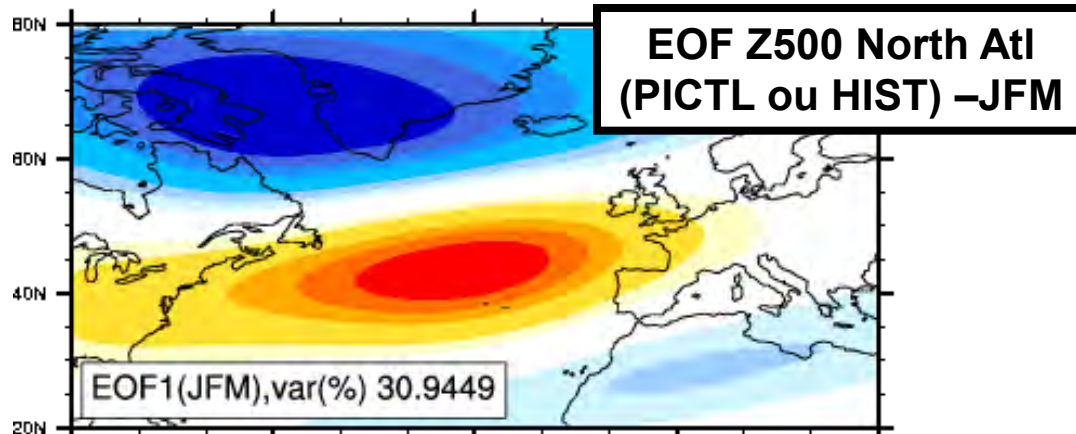 80N
EOF Z500 North Atl
(PICTL ou HIST) –JFM
60N
40N
EOF1(JFM),var(%) 30.9449
20N